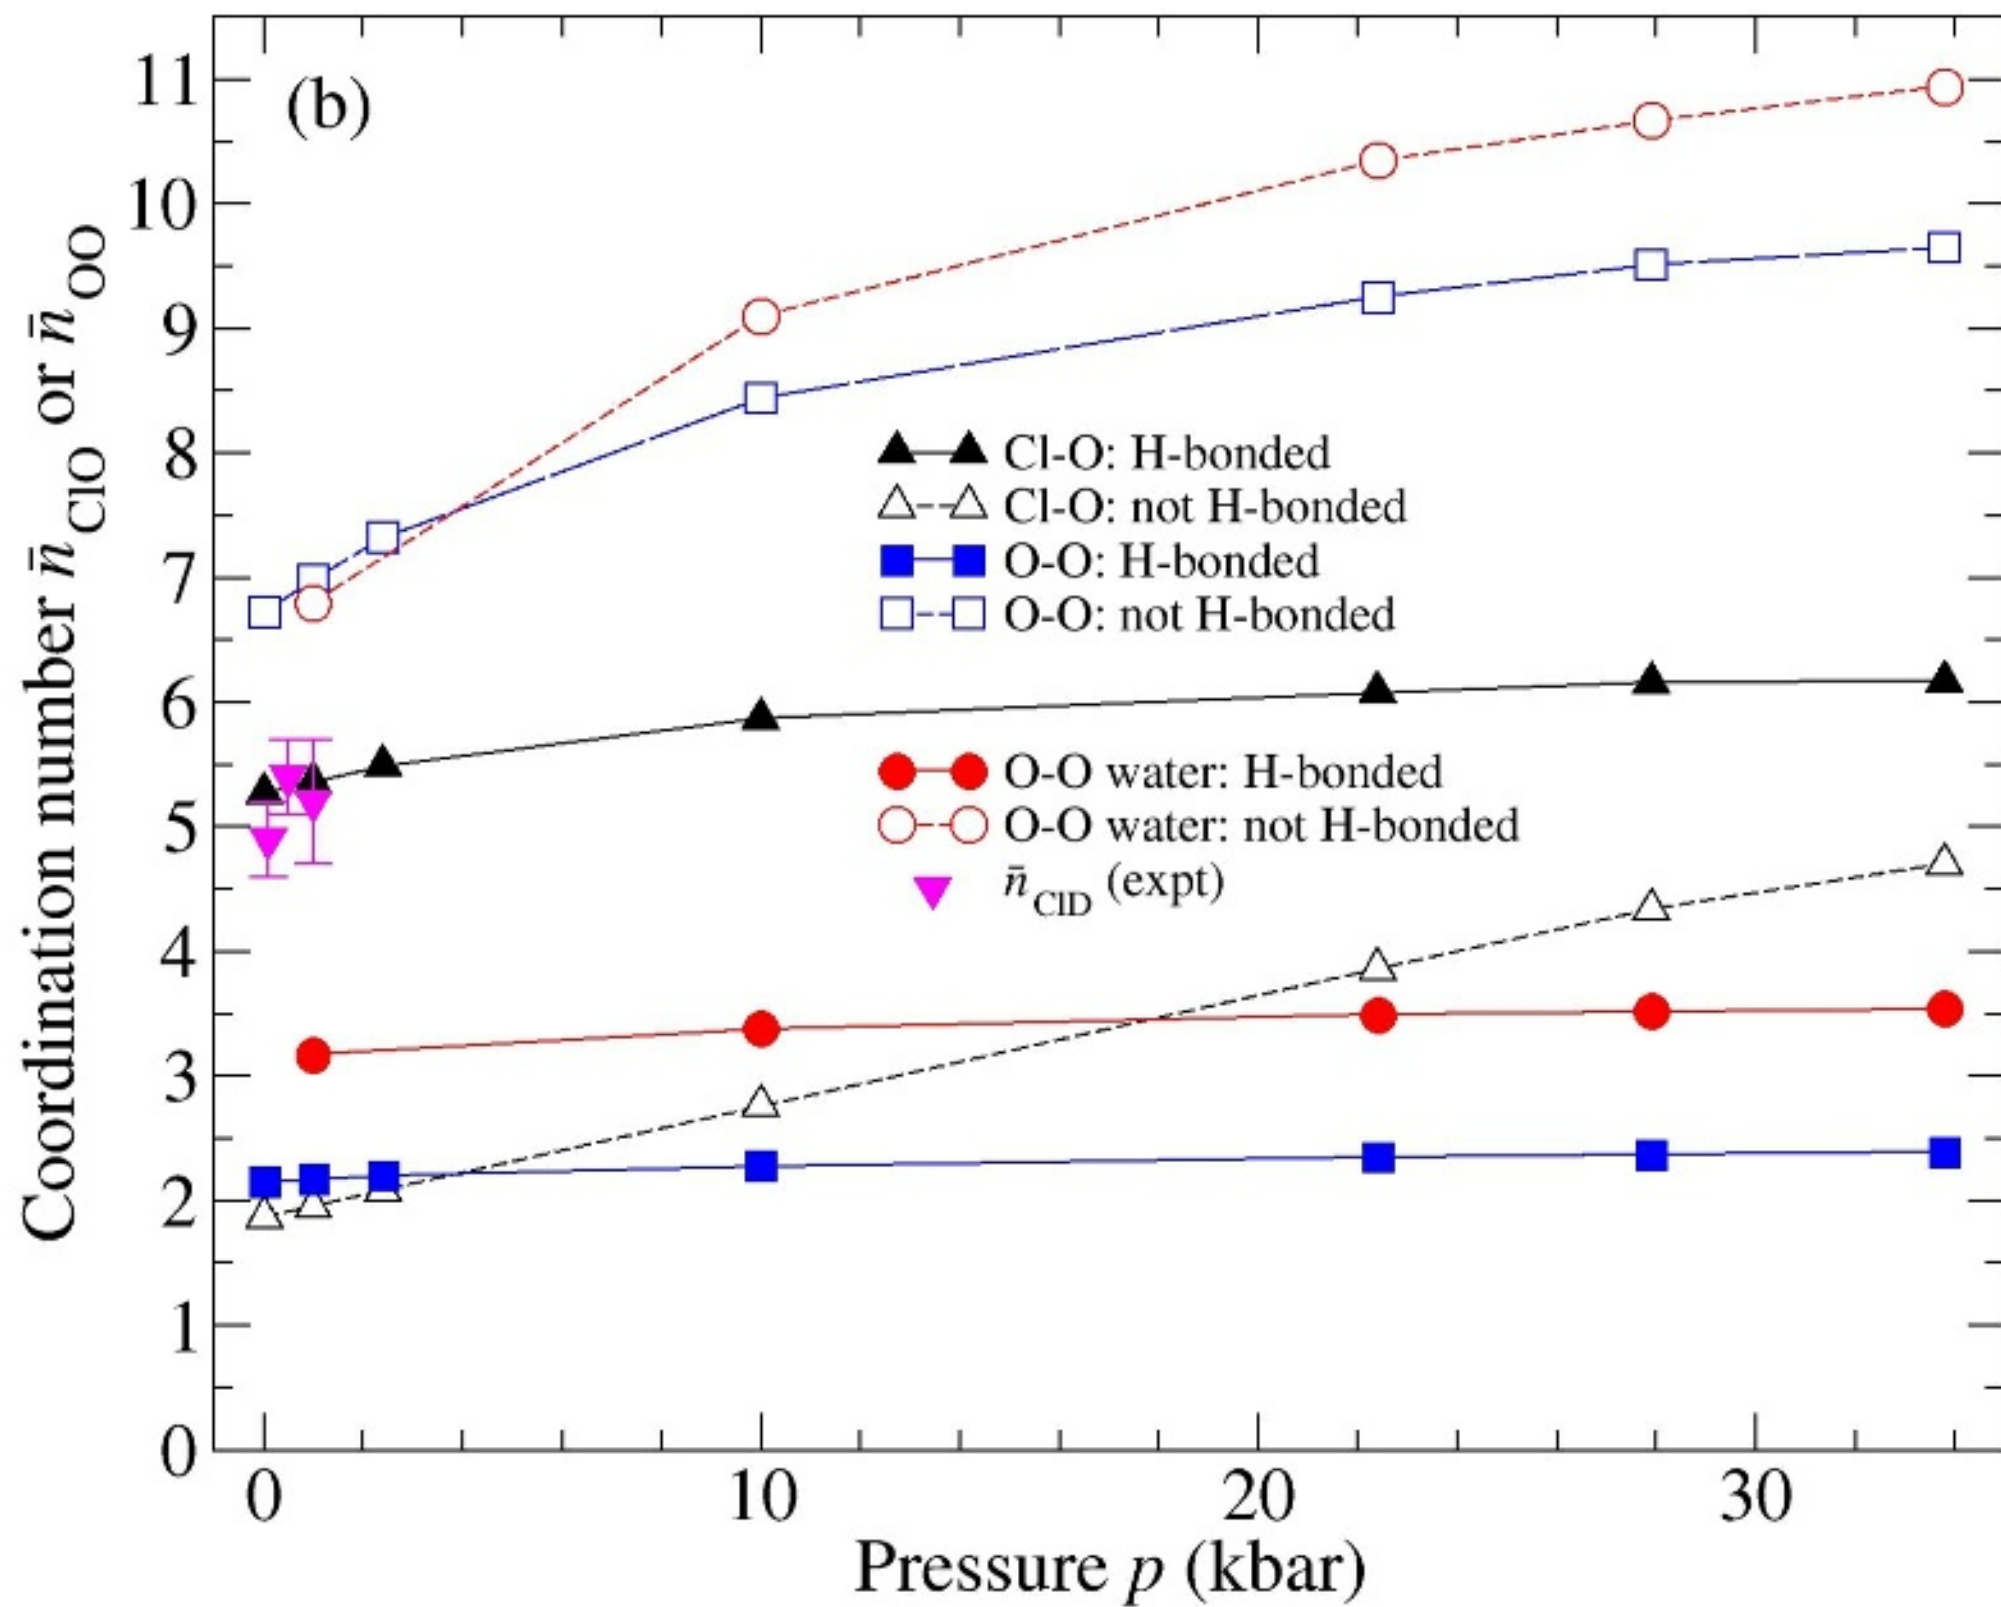 (b)
Coordination number n̄ClO or n̄OO
11
10
9
8
7
6
5
4
3
2
1
0
Cl-O: H-bonded
Cl-O: not H-bonded
O-O: H-bonded
O-O: not H-bonded
O-O water: H-bonded
O-O water: not H-bonded
n̄ClD (expt)
0 10 20 30
Pressure p (kbar)